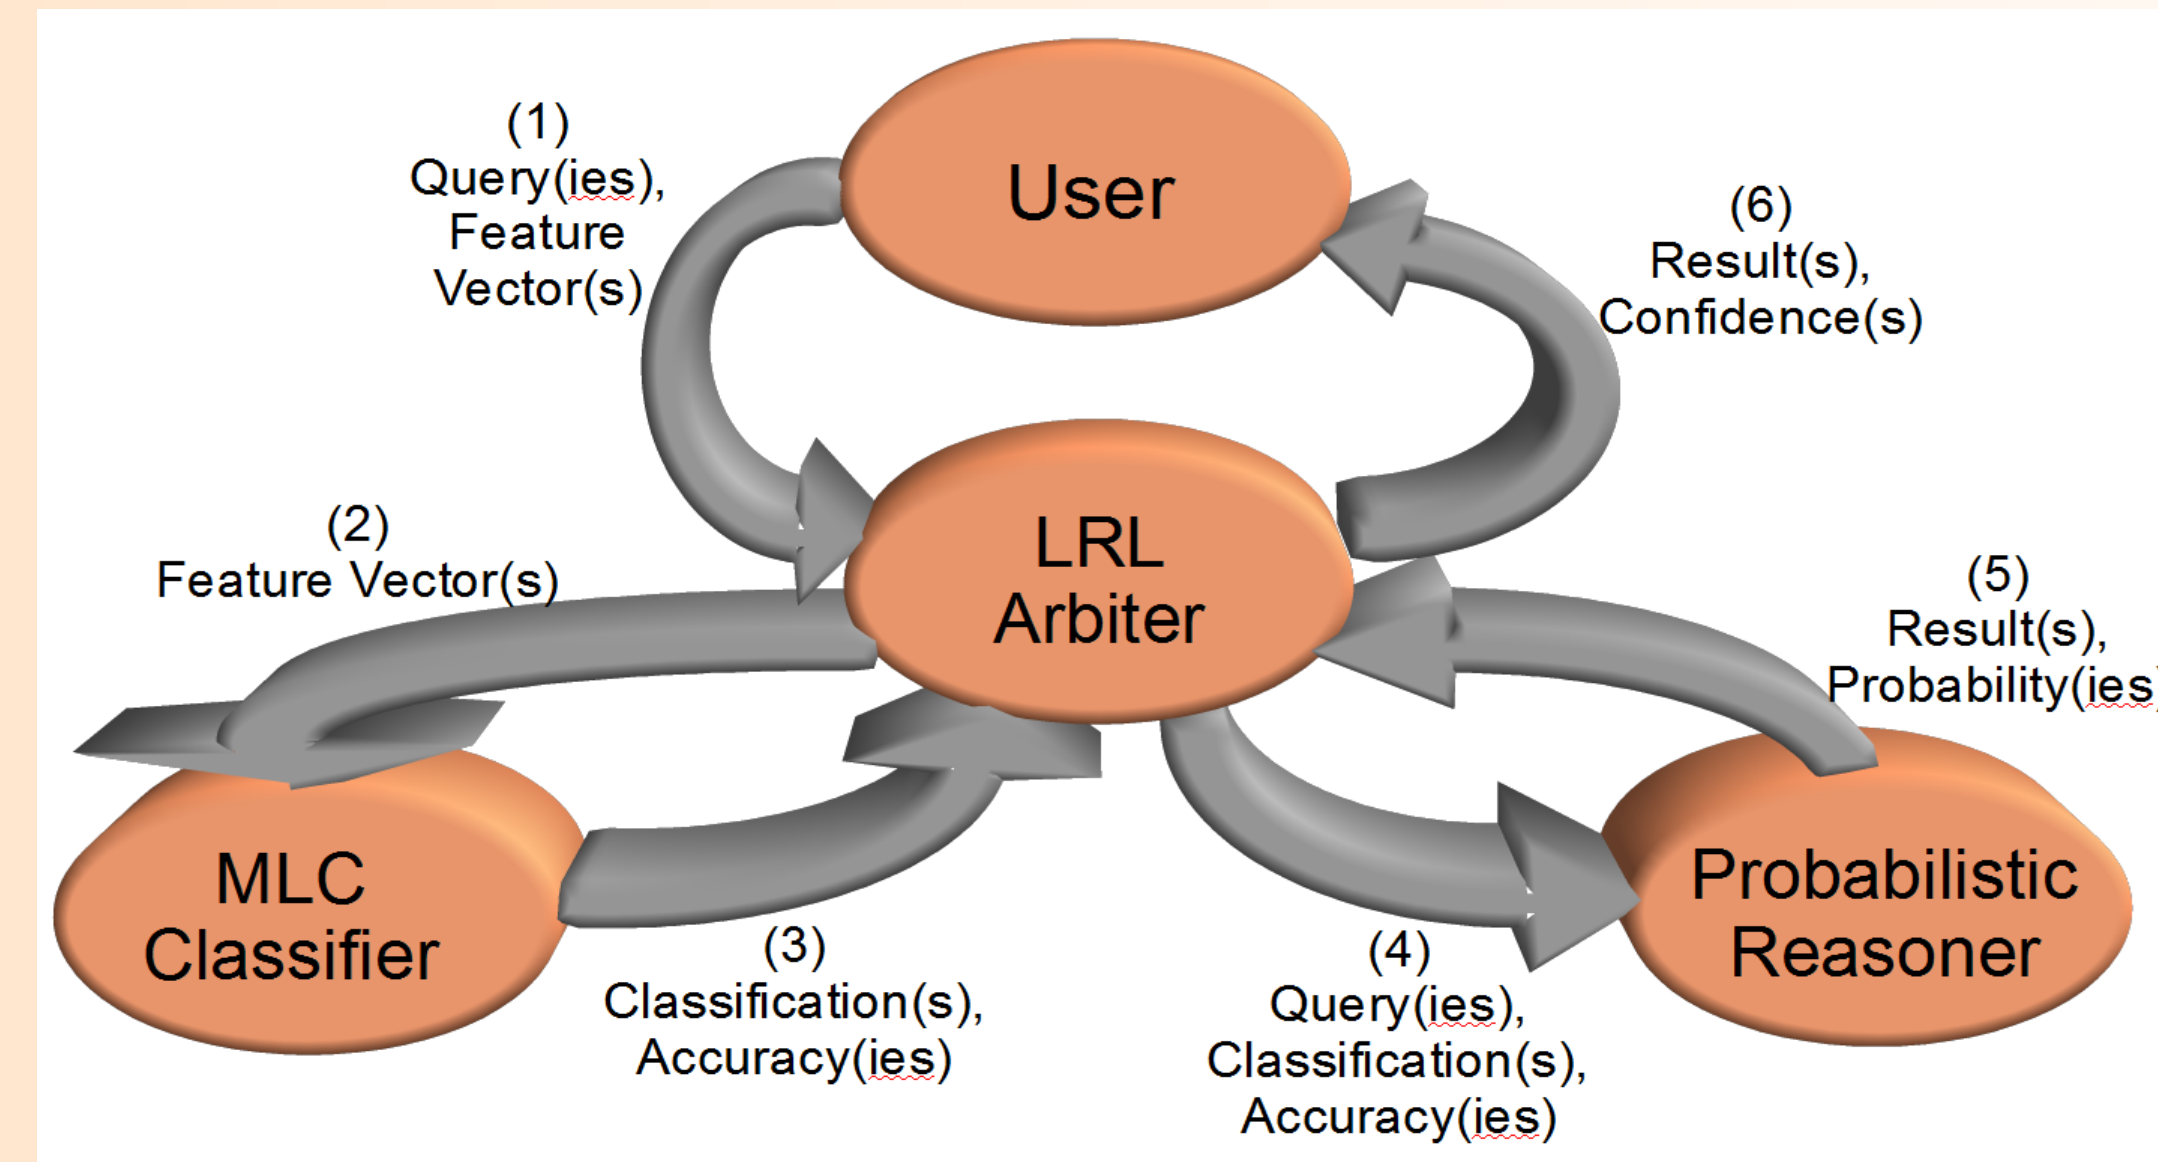 (1)
Query(ies),
Feature
Vector(s)
User
(6)
Result(s),
Confidence(s)
(2)
Feature Vector(s)
LRL
Arbiter
(5)
Result(s),
Probability(ies)
MLC
Classifier
(3)
Classification(s),
Accuracy(ies)
(4)
Query(ies),
Classification(s),
Accuracy(ies)
Probabilistic
Reasoner